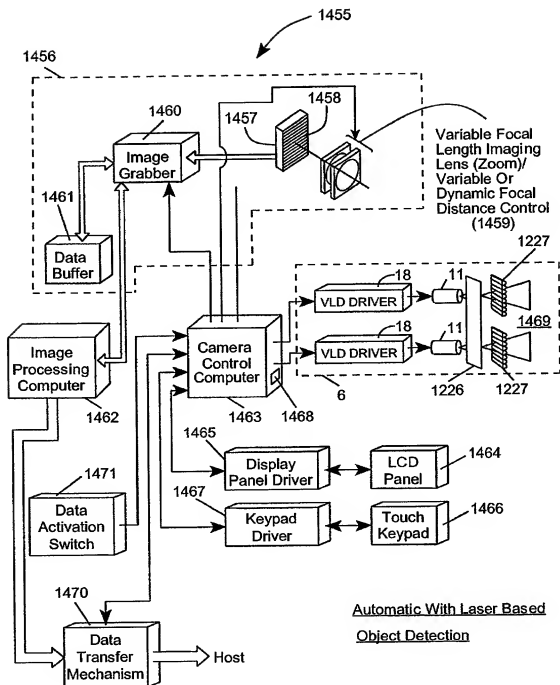 1455
1456
1460
1458
1457
Image
Grabber
1461
Data
Buffer
Variable Focal
Length Imaging
Lens (Zoom)/
Variable Or
Dynamic Focal
Distance Control
(1459)
18
11
1227
VLD DRIVER
1469
18
11
VLD DRIVER
6
1226
1227
Image
Processing
Computer
1462
Camera
Control
Computer
1463
1468
1465
Display
Panel Driver
LCD
Panel
1464
1467
Keypad
Driver
Touch
Keypad
1466
1471
Data
Activation
Switch
1470
Data
Transfer
Mechanism
Host
Automatic With Laser Based
Object Detection